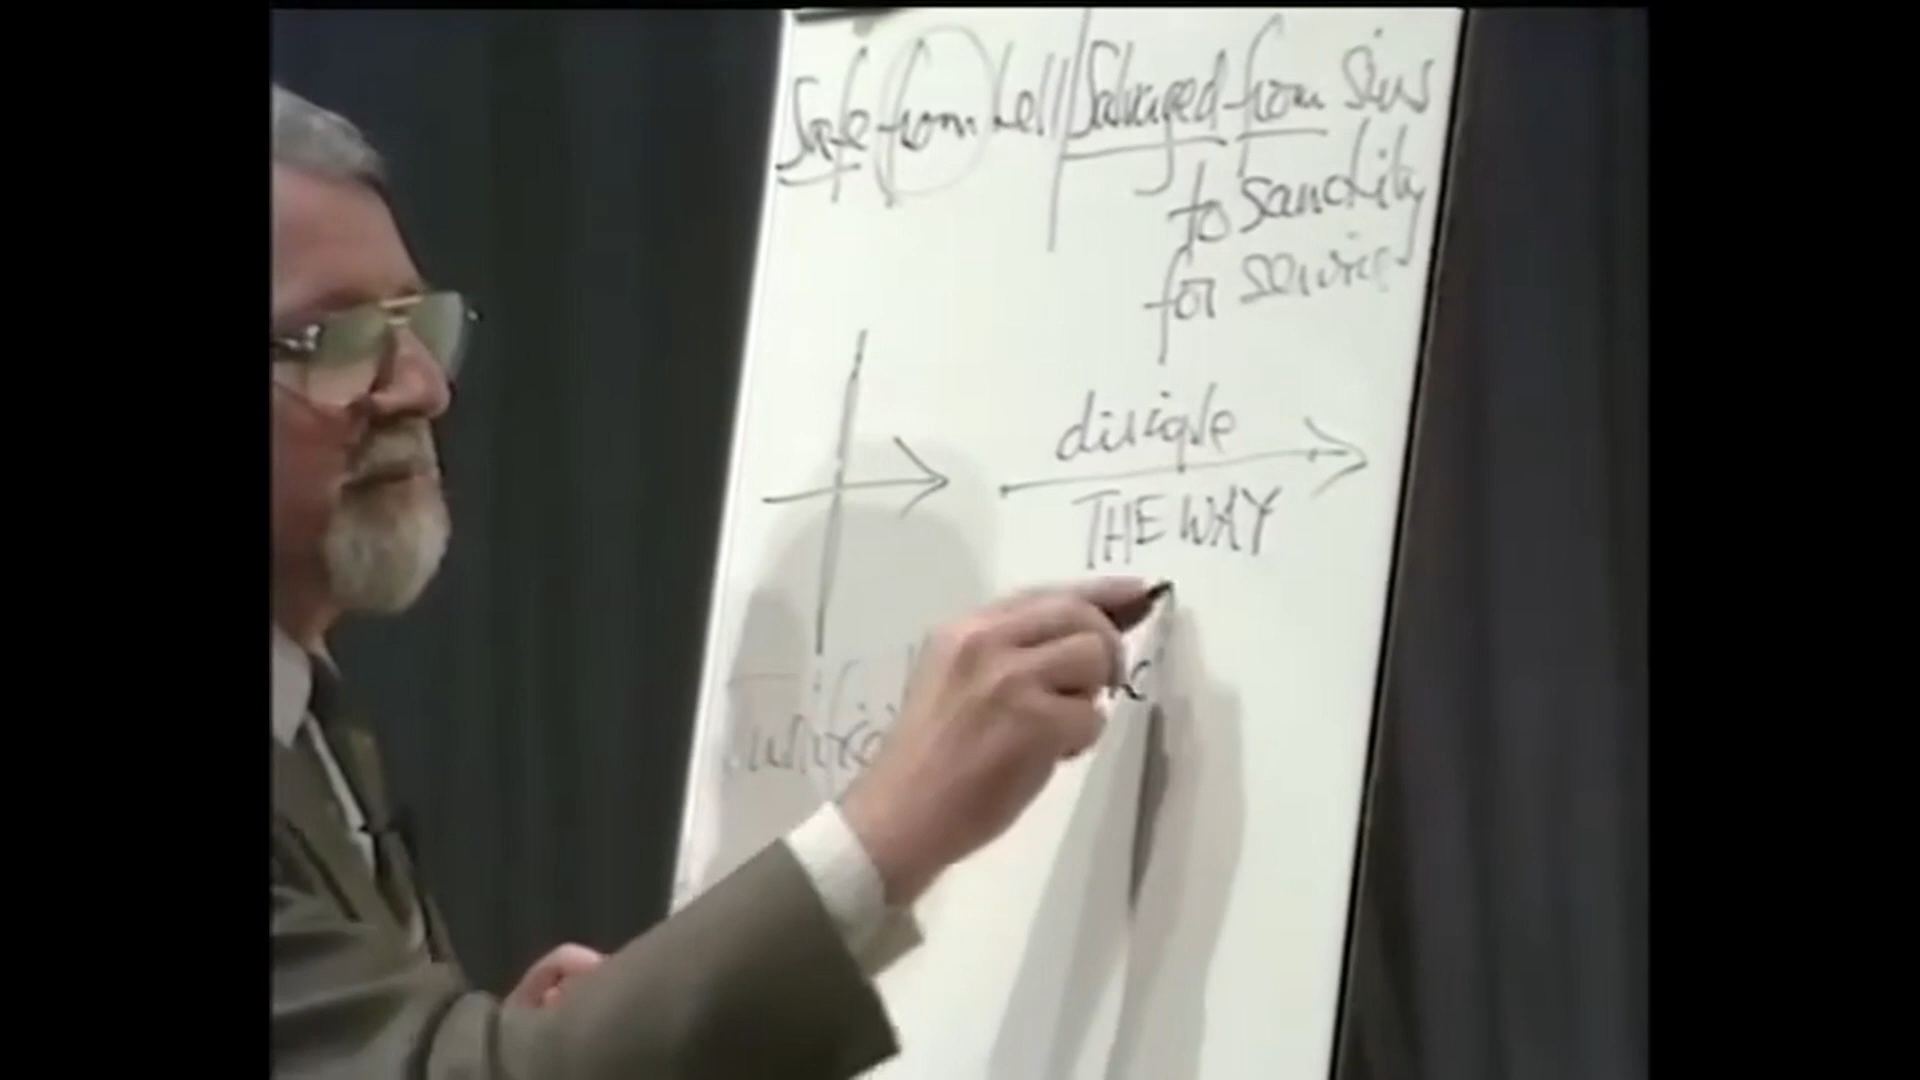 Safe from hell Salvaged from sins
to sanctity
for service
disciple
THE WAY